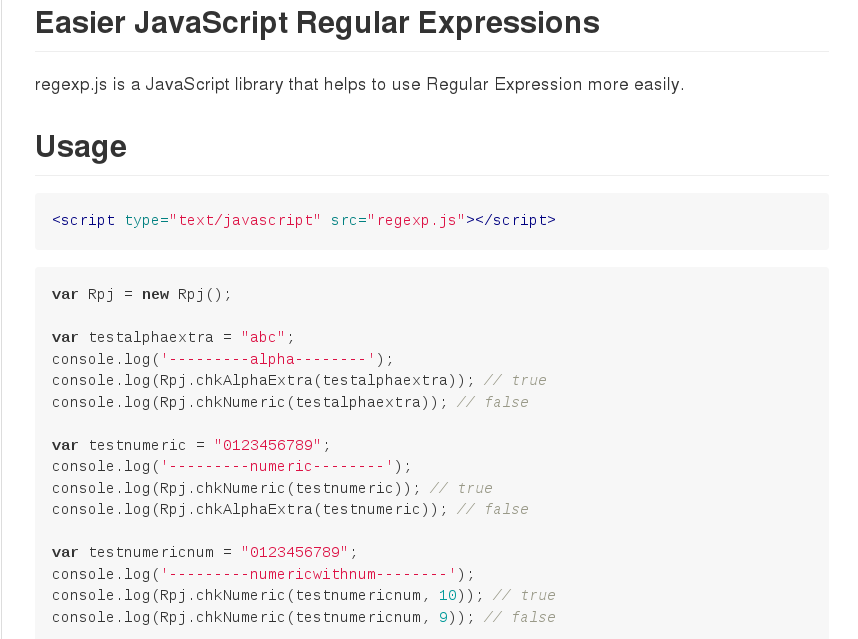 Easier JavaScript Regular Expressions
regexp.js is a JavaScript library that helps to use Regular Expression more easily.
Usage
<script type="text/javascript" src="regexp.js"></script>
var Rpj = new Rpj();
var testalphaextra = "abc";
console.log('---------alpha--------');
console.log(Rpj.chkAlphaExtra(testalphaextra)); // true
console.log(Rpj.chkNumeric(testalphaextra)); // false
var testnumeric = "0123456789";
console.log('---------numeric--------');
console.log(Rpj.chkNumeric(testnumeric)); // true
console.log(Rpj.chkAlphaExtra(testnumeric)); // false
var testnumericnum = "0123456789";
console.log('---------numericwithnum--------');
console.log(Rpj.chkNumeric(testnumericnum, 10)); // true
console.log(Rpj.chkNumeric(testnumericnum, 9)); // false